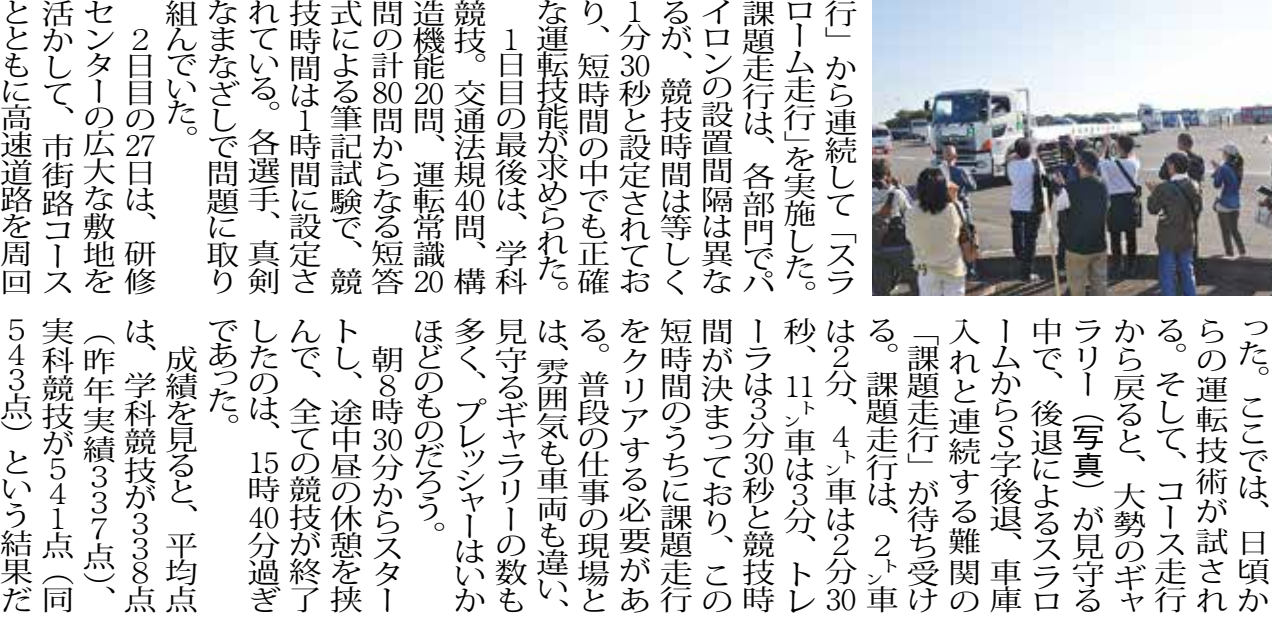 行」から連続して「スラ
ローム走行」を実施した。
課題走行は、各部門でパ
イロンの設置間隔は異な
るが、競技時間は等しく
1分30秒と設定されてお
り、短時間の中でも正確
な運転技能が求められた。
1日目の最後は、学科
競技。交通法規40問、構
造機能20問、運転常識20
問の計80問からなる短答
式による筆記試験で、競
技時間は1時間に設定さ
れている。各選手、真剣
なまなざしで問題に取り
組んでいた。
2日目の27日は、研修
センターの広大な敷地を
活かして、市街路コース
とともに高速道路を周回
った。ここでは、日頃か
らの運転技術が試され
る。そして、コース走行
から戻ると、大勢のギャ
ラリー（写真）が見守る
中で、後退によるスラロ
ームからS字後退、車庫
入れと連続する難関の
「課題走行」が待ち受け
る。課題走行は、2㌧車
は2分、4㌧車は2分30
秒、11㌧車は3分、トレ
ーラは3分30秒と競技時
間が決まっており、この
短時間のうちに課題走行
をクリアする必要があ
る。普段の仕事の現場と
は、雰囲気も車両も違い、
見守るギャラリーの数も
多く、プレッシャーはいか
ほどのものだろう。
朝8時30分からスター
トし、途中昼の休憩を挟
んで、全ての競技が終了
したのは、15時40分過ぎ
であった。
成績を見ると、平均点
は、学科競技が338点
（昨年実績337点）、
実科競技が541点（同
543点）という結果だ